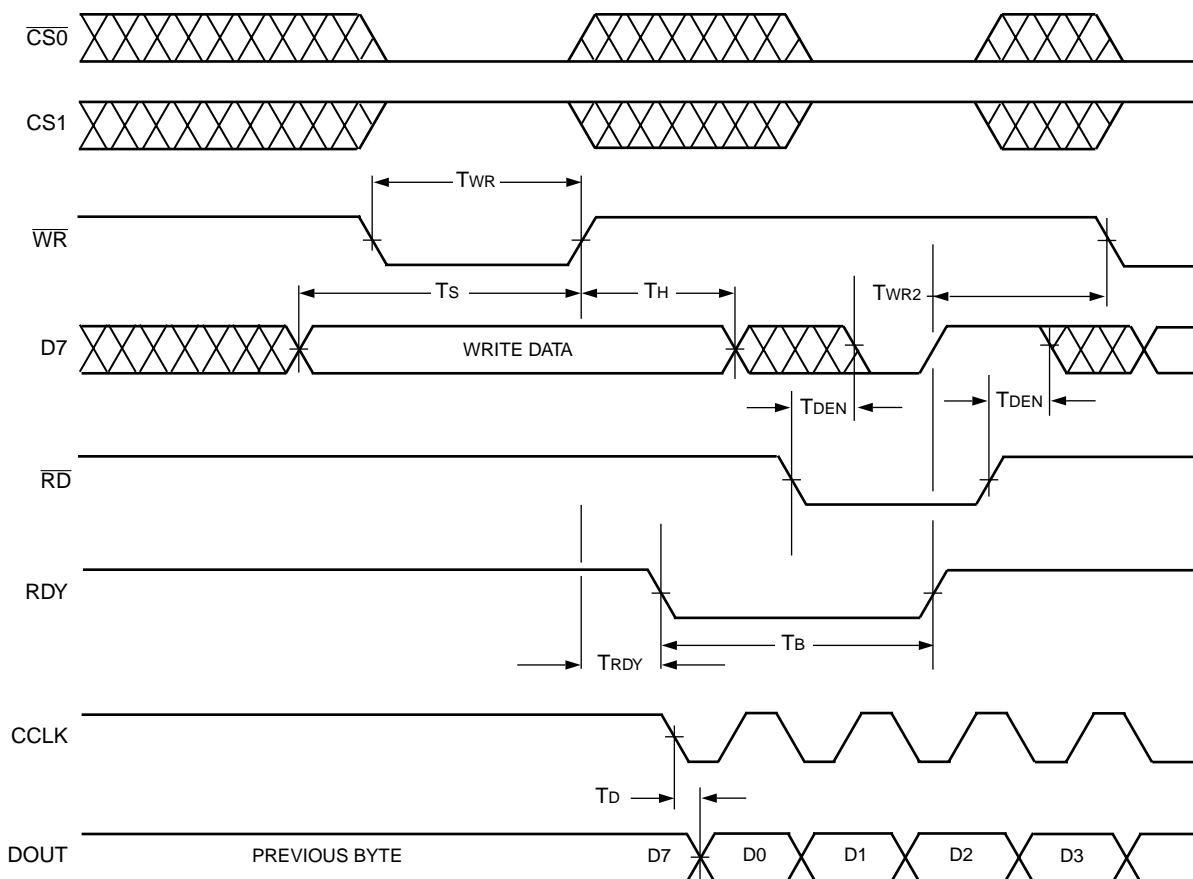 CS0
CS1
TWR
WR
TS
TH
TWR2
D7
WRITE DATA
TDEN
TDEN
RD
RDY
TB
TRDY
CCLK
TD
DOUT
PREVIOUS BYTE
D7
D0
D1
D2
D3